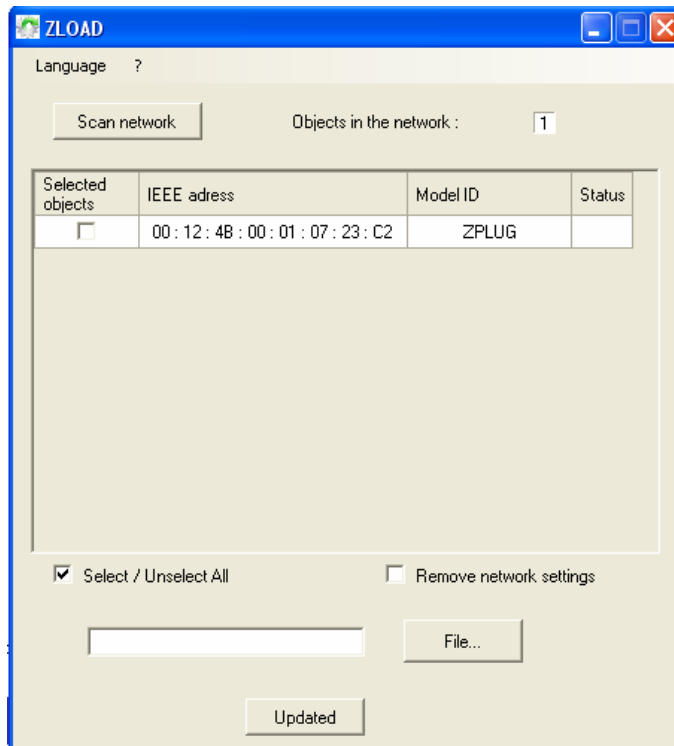 ZLOAD
Language ?
Scan network Objects in the network : 1
Selected objects IEEE adress Model ID Status
00 : 12 : 4B : 00 : 01 : 07 : 23 : C2 ZPLUG
Select / Unselect All Remove network settings
File...
Updated